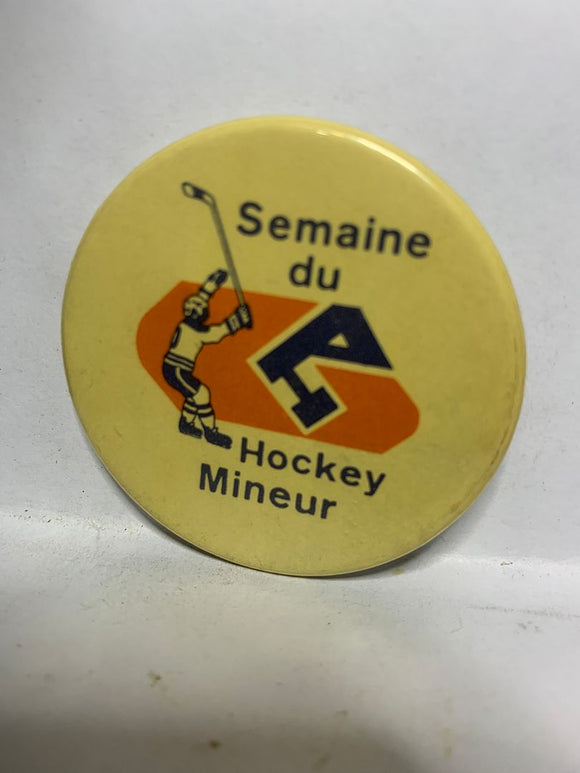 Semaine
du
Hockey
Mineur